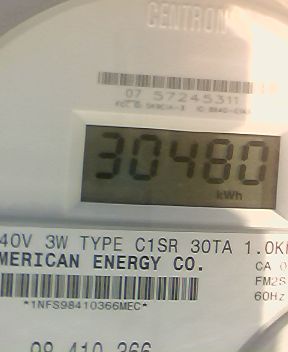 CENTRON
07 57245311
30480
kWh
40V 3W TYPE C1SR 30TA 1.0K
MERICAN ENERGY CO.
CA 0
FM2S
60Hz
*1NFS98410366MEC*
98 410 366